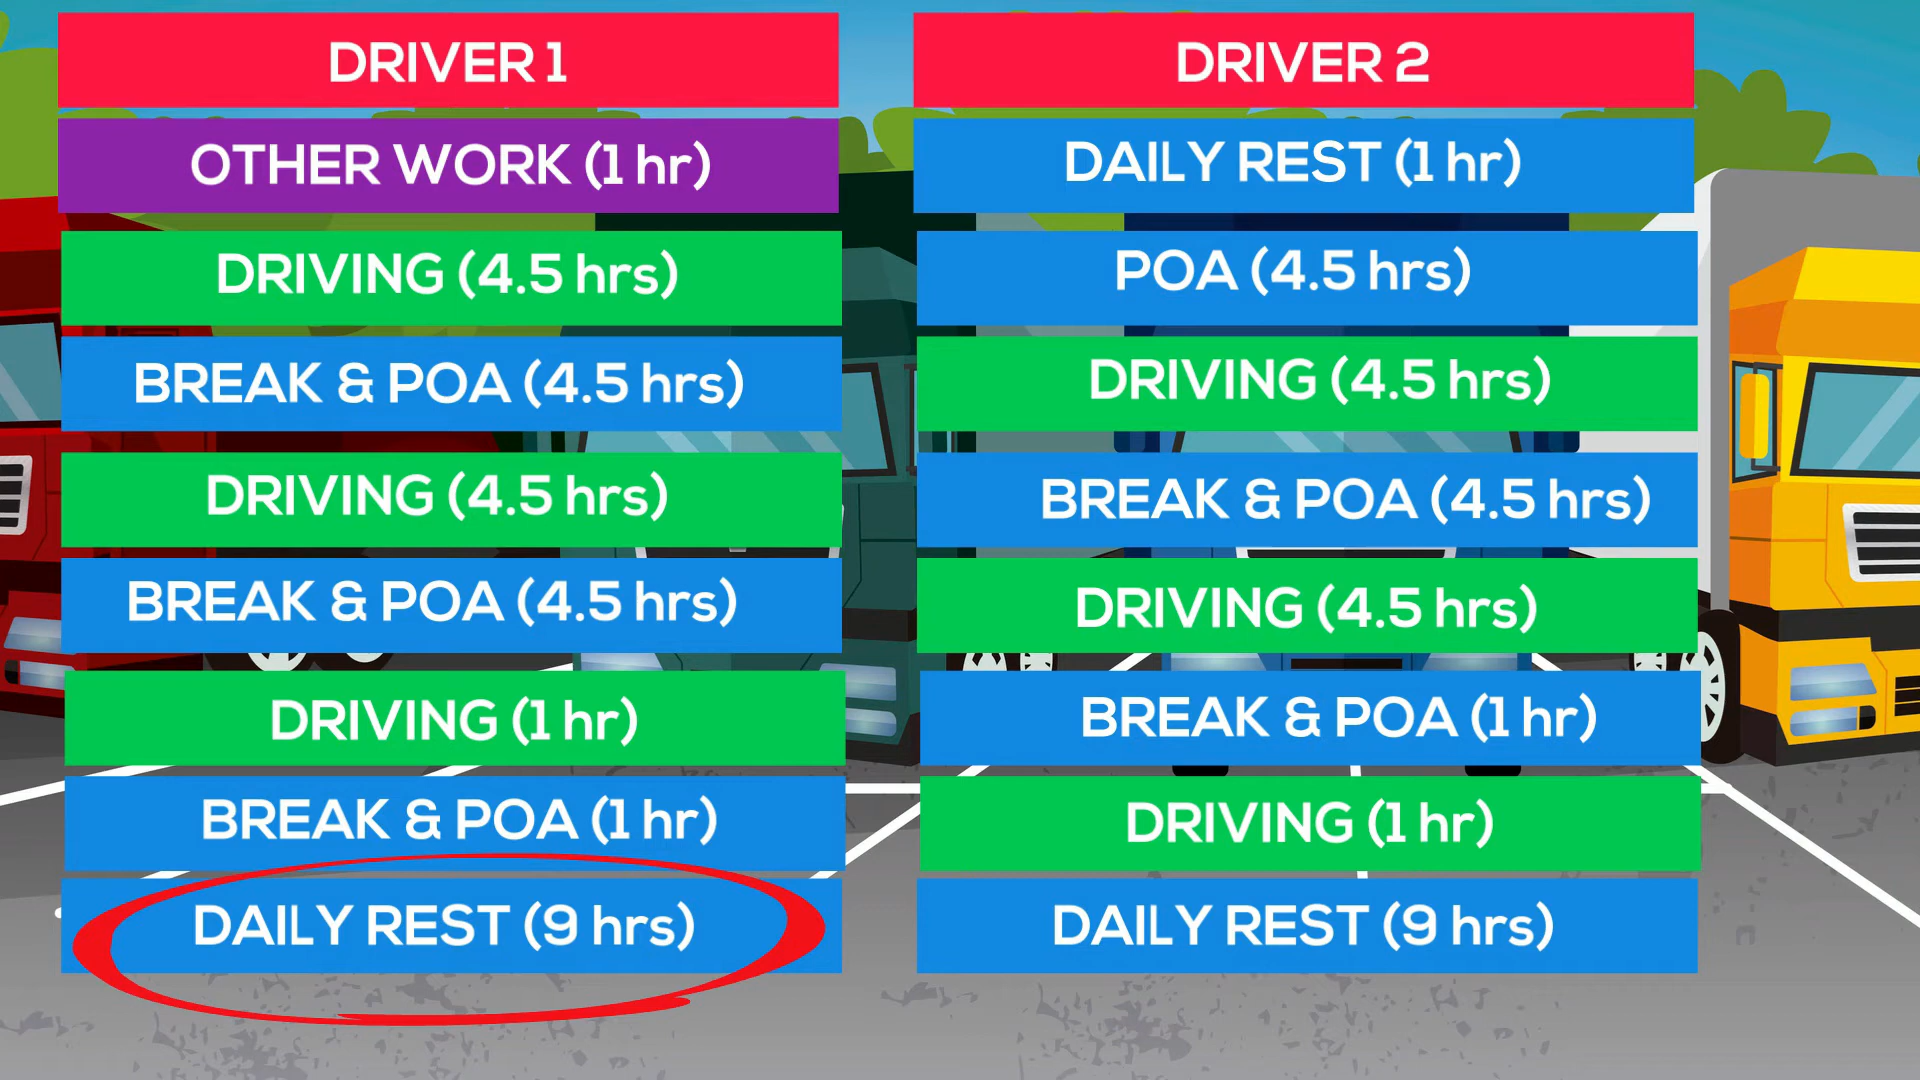 DRIVER 1
DRIVER 2
OTHER WORK (1 hr)
DAILY REST (1 hr)
DRIVING (4.5 hrs)
POA (4.5 hrs)
BREAK & POA (4.5 hrs)
DRIVING (4.5 hrs)
DRIVING (4.5 hrs)
BREAK & POA (4.5 hrs)
BREAK & POA (4.5 hrs)
DRIVING (4.5 hrs)
DRIVING (1 hr)
BREAK & POA (1 hr)
BREAK & POA (1 hr)
DRIVING (1 hr)
DAILY REST (9 hrs)
DAILY REST (9 hrs)